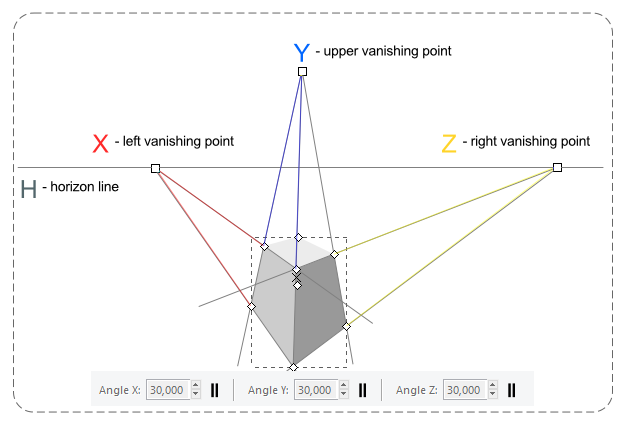 Y - upper vanishing point
X - left vanishing point
Z - right vanishing point
H - horizon line
Angle X: 30,000 Angle Y: 30,000 Angle Z: 30,000